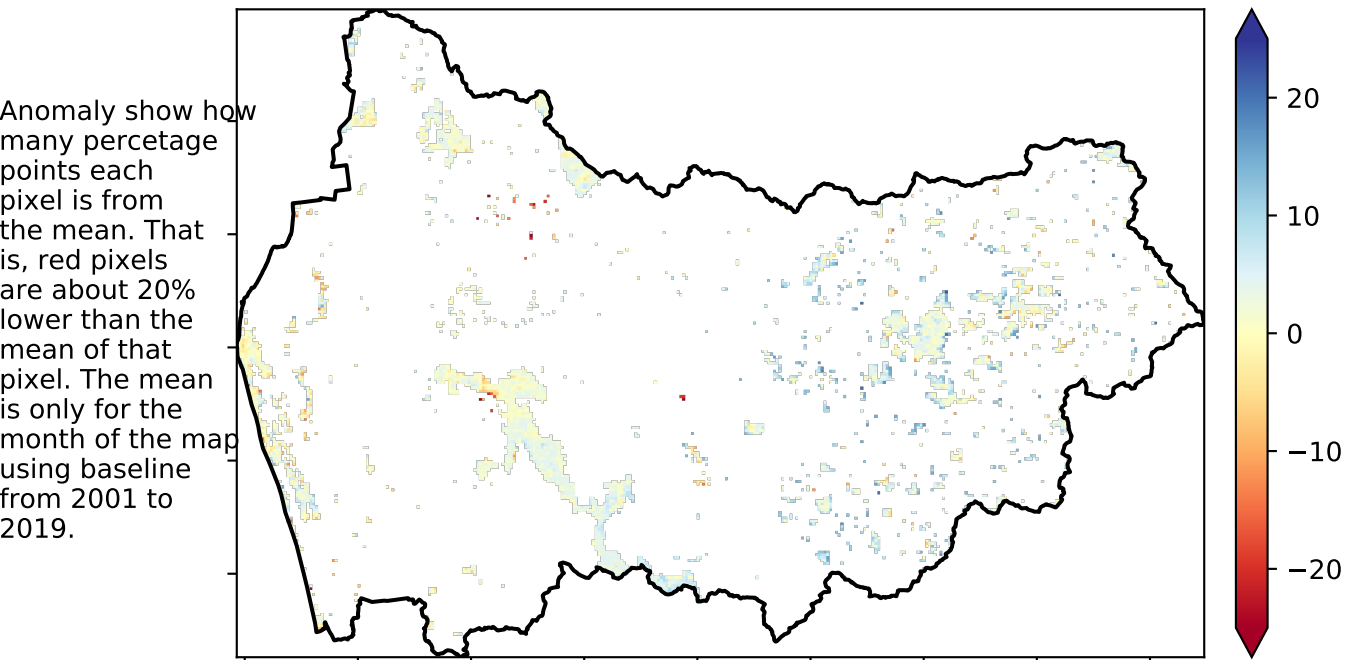 Anomaly show how
many percetage
points each
pixel is from
the mean. That
is, red pixels
are about 20%
lower than the
mean of that
pixel. The mean
is only for the
month of the map
using baseline
from 2001 to
2019.
20
10
0
−10
−20